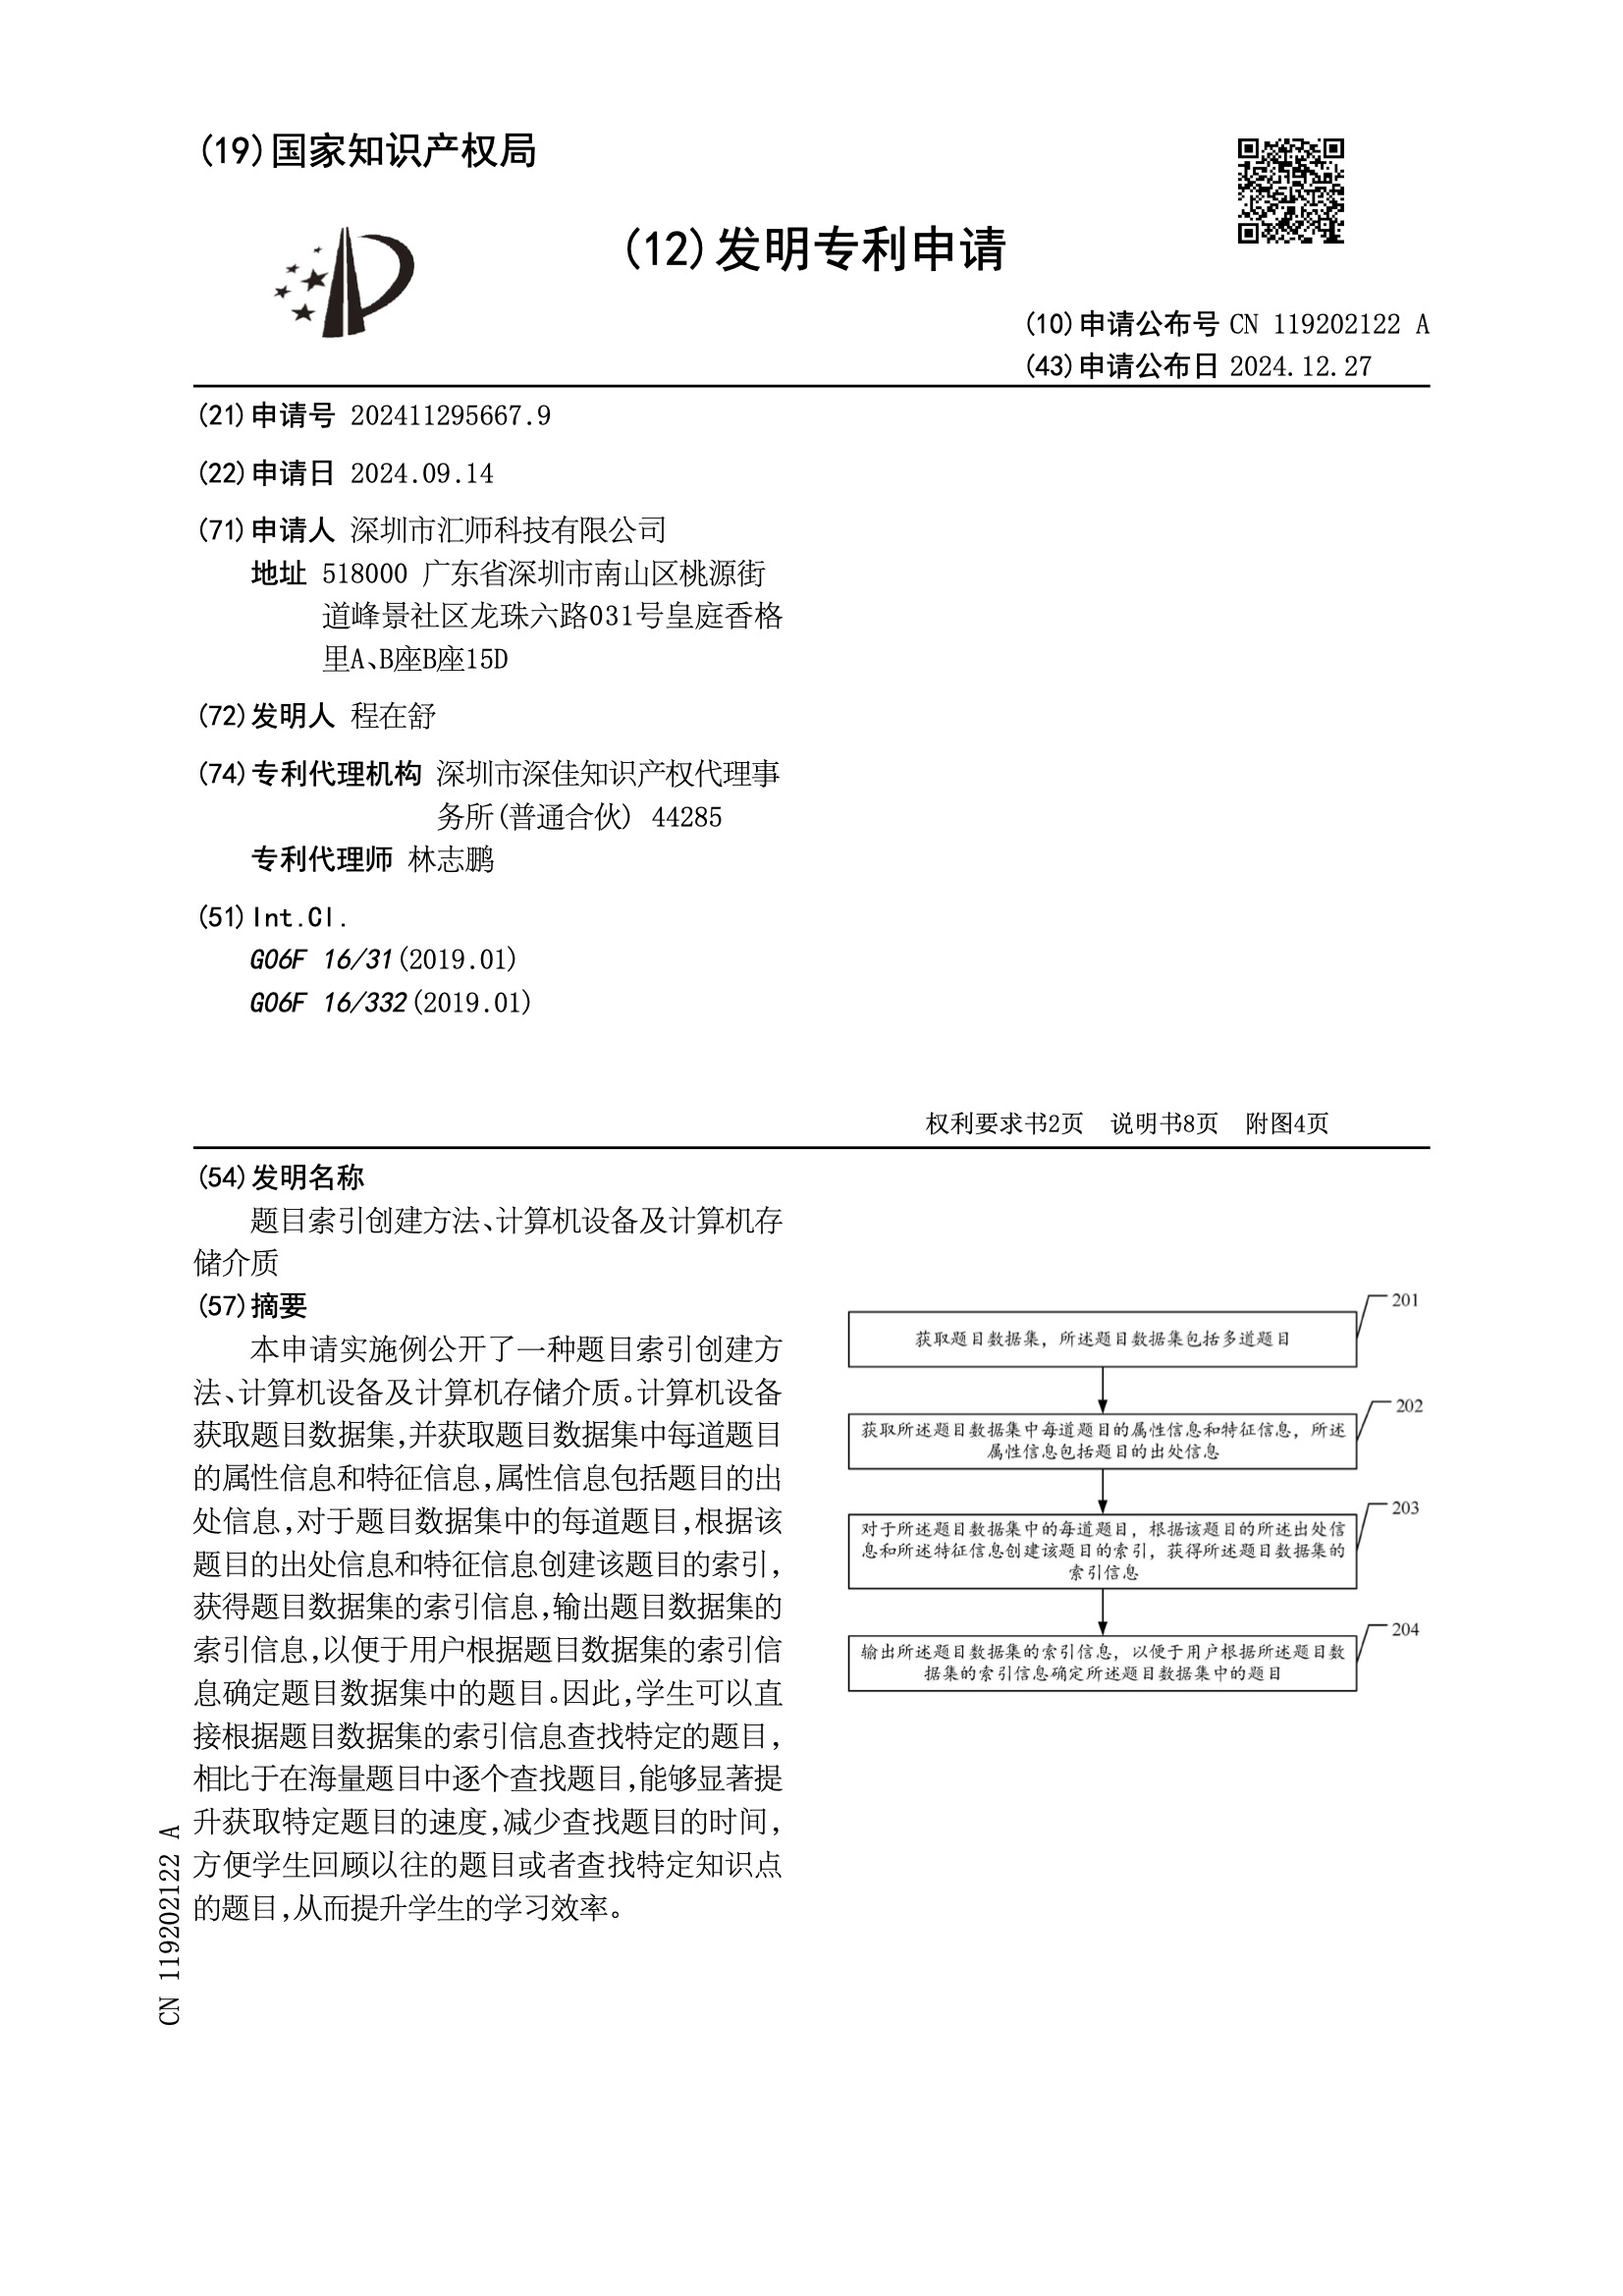 (19)国家知识产权局
(12)发明专利申请
(10)申请公布号 CN 119202122 A
(43)申请公布日 2024.12.27
(21)申请号 202411295667.9
(22)申请日 2024.09.14
(71)申请人 深圳市汇师科技有限公司
地址 518000 广东省深圳市南山区桃源街
道峰景社区龙珠六路031号皇庭香格
里A、B座B座15D
(72)发明人 程在舒
(74)专利代理机构 深圳市深佳知识产权代理事
务所(普通合伙) 44285
专利代理师 林志鹏
(51)Int.Cl.
G06F 16/31(2019.01)
G06F 16/332(2019.01)
权利要求书2页 说明书8页 附图4页
(54)发明名称
题目索引创建方法、计算机设备及计算机存
储介质
(57)摘要
本申请实施例公开了一种题目索引创建方
法、计算机设备及计算机存储介质。计算机设备
获取题目数据集,并获取题目数据集中每道题目
的属性信息和特征信息,属性信息包括题目的出
处信息,对于题目数据集中的每道题目,根据该
题目的出处信息和特征信息创建该题目的索引,
获得题目数据集的索引信息,输出题目数据集的
索引信息,以便于用户根据题目数据集的索引信
息确定题目数据集中的题目。因此,学生可以直
接根据题目数据集的索引信息查找特定的题目,
相比于在海量题目中逐个查找题目,能够显著提
升获取特定题目的速度,减少查找题目的时间,
方便学生回顾以往的题目或者查找特定知识点
的题目,从而提升学生的学习效率。
201
获取题目数据集，所述题目数据集包括多道题目
202
获取所述题目数据集中每道题目的属性信息和特征信息，所述
属性信息包括题目的出处信息
203
对于所述题目数据集中的每道题目，根据该题目的所述出处信
息和所述特征信息创建该题目的索引，获得所述题目数据集的
索引信息
204
输出所述题目数据集的索引信息，以便于用户根据所述题目数
据集的索引信息确定所述题目数据集中的题目
CN 119202122 A